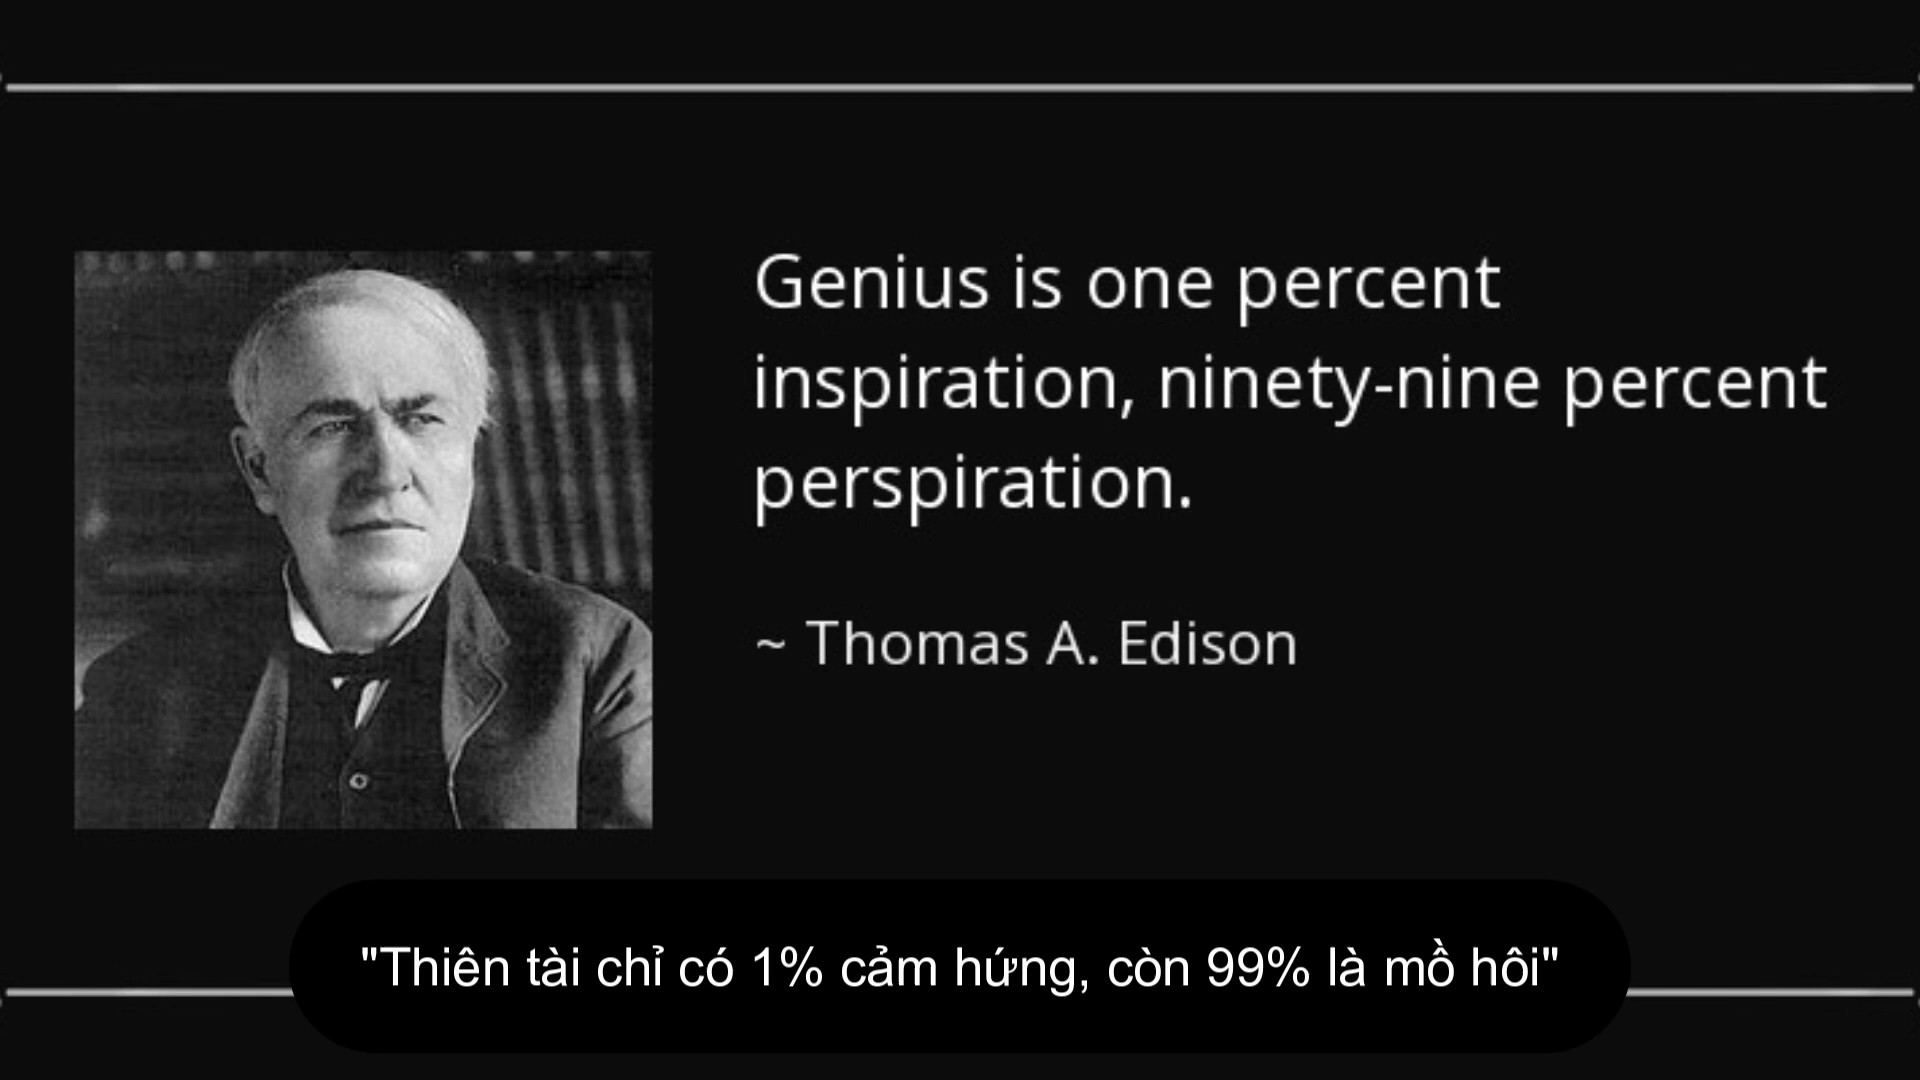 Genius is one percent
inspiration, ninety-nine percent
perspiration.
~ Thomas A. Edison
"Thiên tài chỉ có 1% cảm hứng, còn 99% là mồ hôi"